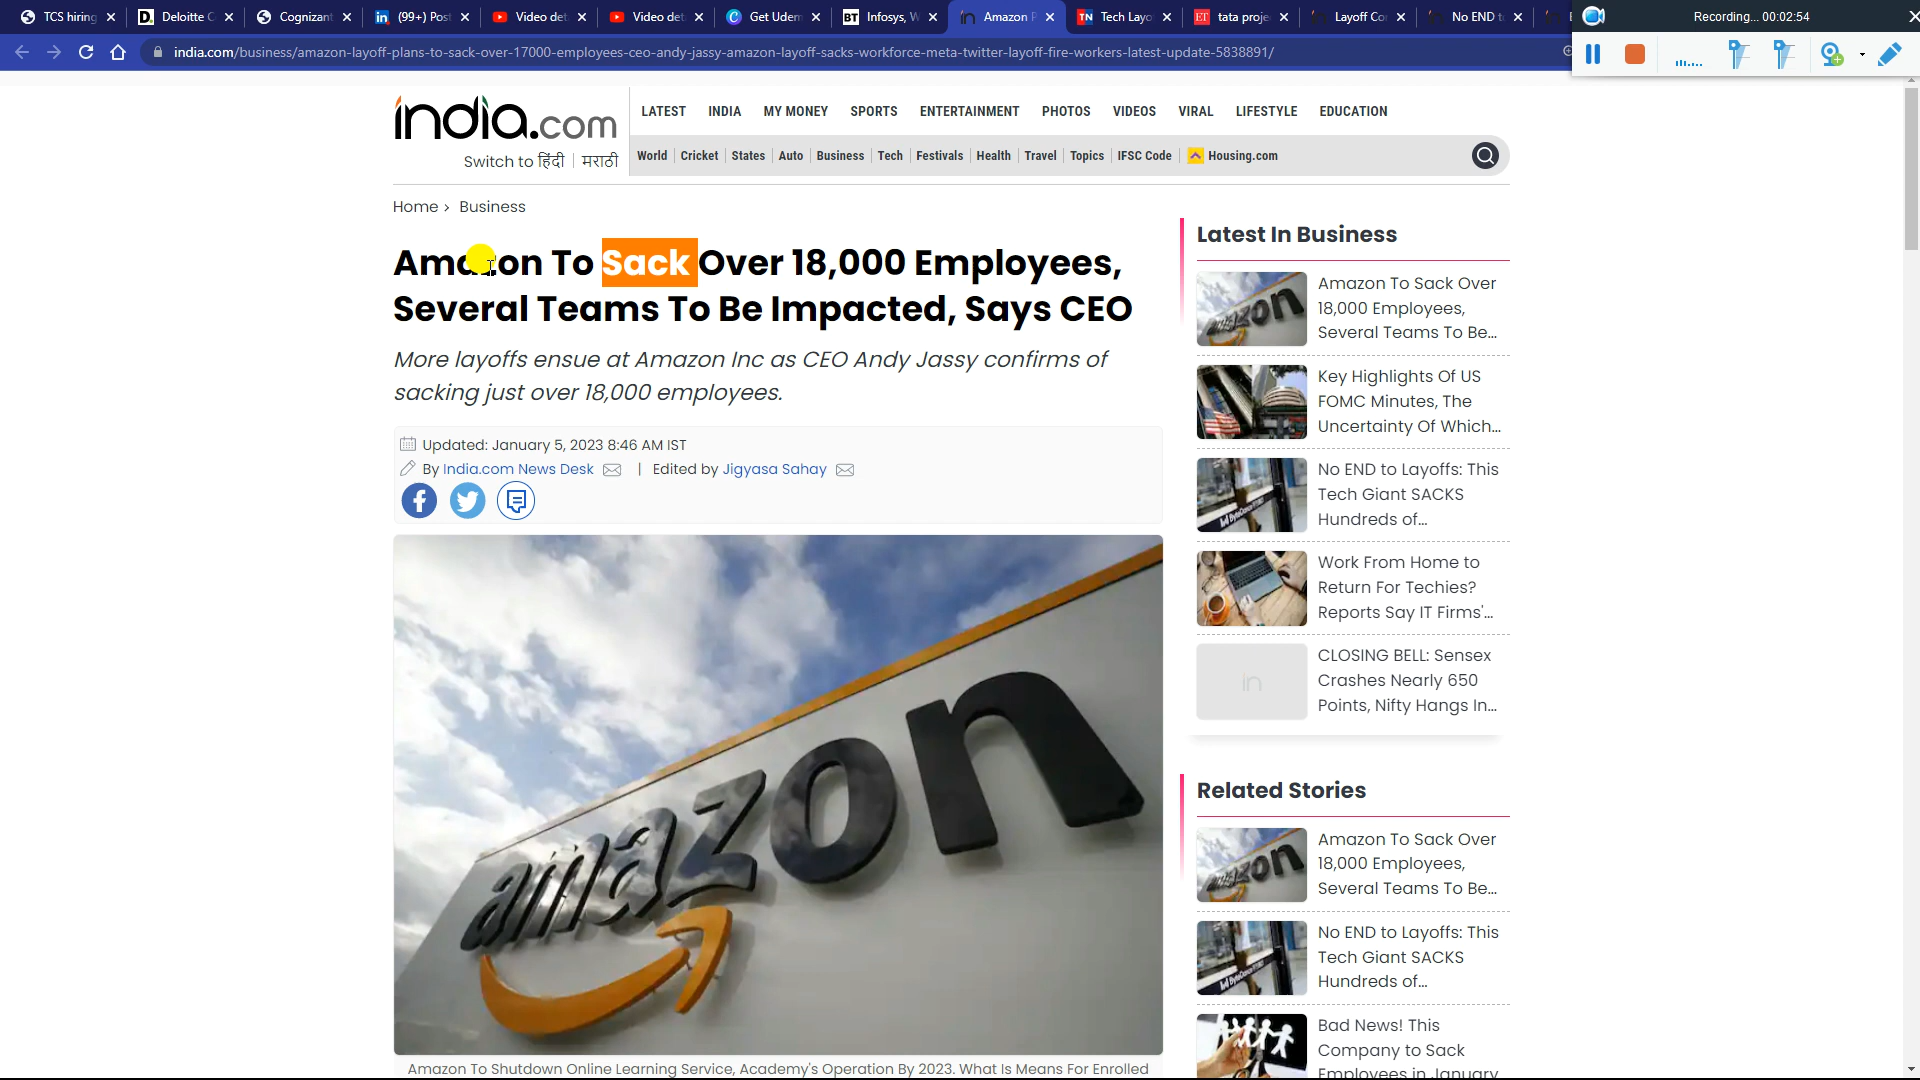 TCS hiring
Deloitte C
Cognizant
(99+) Post
Video det
Video det
Get Udem
Infosys, W
Amazon P
Tech Layo
tata proje
Layoff Co
No END t
Recording... 00:02:54
india.com/business/amazon-layoff-plans-to-sack-over-17000-employees-ceo-andy-jassy-amazon-layoff-sacks-workforce-meta-twitter-layoff-fire-workers-latest-update-5838891/
india.com
Switch to हिंदी | मराठी
LATEST INDIA MY MONEY SPORTS ENTERTAINMENT PHOTOS VIDEOS VIRAL LIFESTYLE EDUCATION
World Cricket States Auto Business Tech Festivals Health Travel Topics IFSC Code Housing.com
Home › Business
Amazon To Sack Over 18,000 Employees,
Several Teams To Be Impacted, Says CEO
More layoffs ensue at Amazon Inc as CEO Andy Jassy confirms of
sacking just over 18,000 employees.
Updated: January 5, 2023 8:46 AM IST
By India.com News Desk | Edited by Jigyasa Sahay
amazon
Amazon To Shutdown Online Learning Service, Academy's Operation By 2023. What Is Means For Enrolled
Latest In Business
Amazon To Sack Over
18,000 Employees,
Several Teams To Be...
Key Highlights Of US
FOMC Minutes, The
Uncertainty Of Which...
No END to Layoffs: This
Tech Giant SACKS
Hundreds of...
Work From Home to
Return For Techies?
Reports Say IT Firms'...
CLOSING BELL: Sensex
Crashes Nearly 650
Points, Nifty Hangs In...
Related Stories
Amazon To Sack Over
18,000 Employees,
Several Teams To Be...
No END to Layoffs: This
Tech Giant SACKS
Hundreds of...
Bad News! This
Company to Sack
Employees in January